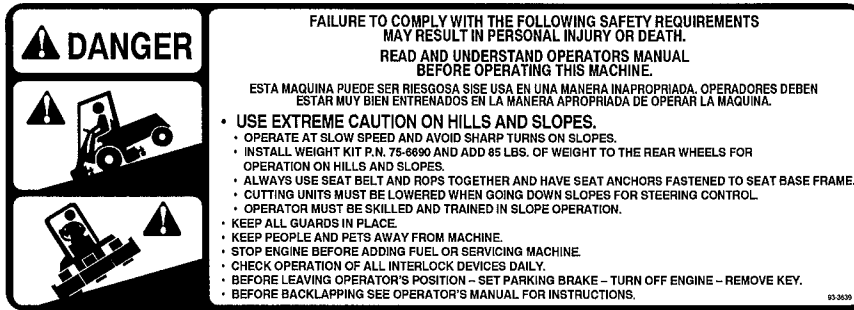 DANGER
FAILURE TO COMPLY WITH THE FOLLOWING SAFETY REQUIREMENTS
MAY RESULT IN PERSONAL INJURY OR DEATH.
READ AND UNDERSTAND OPERATORS MANUAL
BEFORE OPERATING THIS MACHINE.
ESTA MAQUINA PUEDE SER RIESGOSA SISE USA EN UNA MANERA INAPROPRIADA. OPERADORES DEBEN
ESTAR MUY BIEN ENTRENADOS EN LA MANERA APROPRIADA DE OPERAR LA MAQUINA.
• USE EXTREME CAUTION ON HILLS AND SLOPES.
• OPERATE AT SLOW SPEED AND AVOID SHARP TURNS ON SLOPES.
• INSTALL WEIGHT KIT P.N. 75-6690 AND ADD 85 LBS. OF WEIGHT TO THE REAR WHEELS FOR
OPERATION ON HILLS AND SLOPES.
• ALWAYS USE SEAT BELT AND ROPS TOGETHER AND HAVE SEAT ANCHORS FASTENED TO SEAT BASE FRAME.
• CUTTING UNITS MUST BE LOWERED WHEN GOING DOWN SLOPES FOR STEERING CONTROL.
• OPERATOR MUST BE SKILLED AND TRAINED IN SLOPE OPERATION.
• KEEP ALL GUARDS IN PLACE.
• KEEP PEOPLE AND PETS AWAY FROM MACHINE.
• STOP ENGINE BEFORE ADDING FUEL OR SERVICING MACHINE.
• CHECK OPERATION OF ALL INTERLOCK DEVICES DAILY.
• BEFORE LEAVING OPERATOR'S POSITION – SET PARKING BRAKE – TURN OFF ENGINE – REMOVE KEY.
• BEFORE BACKLAPPING SEE OPERATOR'S MANUAL FOR INSTRUCTIONS.
93-3639